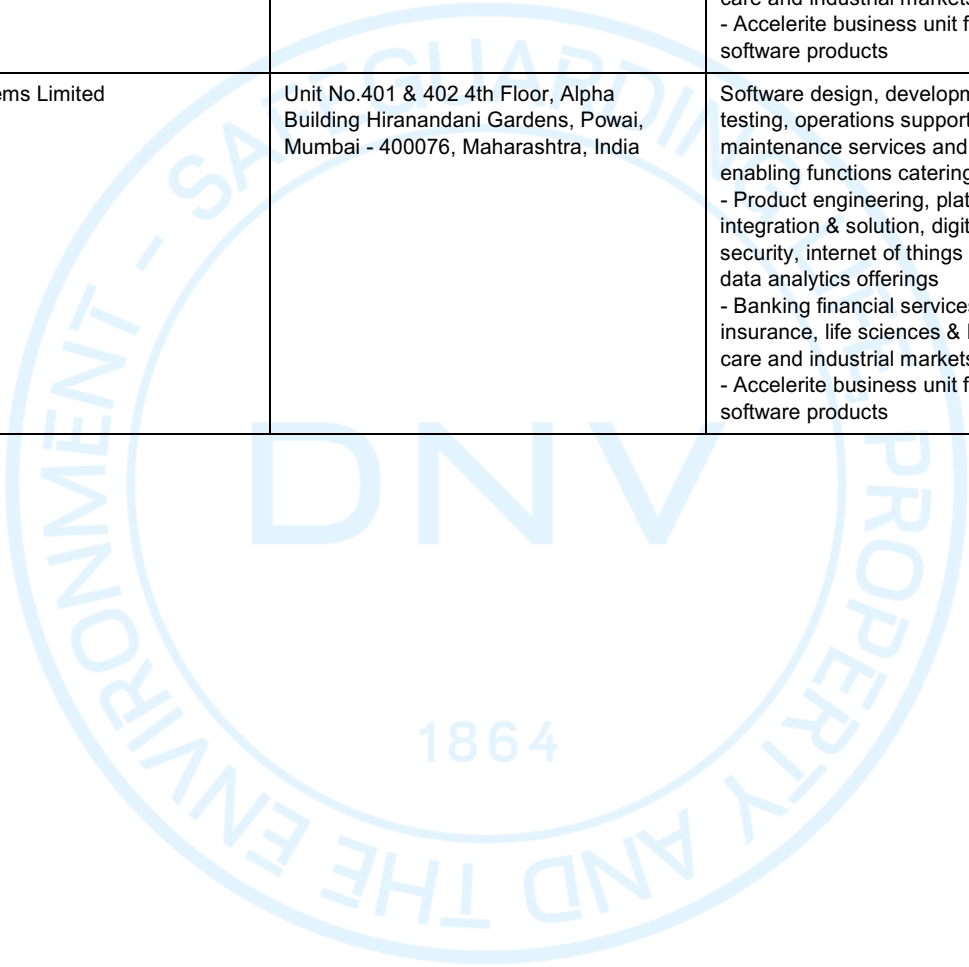 care and industrial markets
- Accelerite business unit f
software products
ems Limited
Unit No.401 & 402 4th Floor, Alpha
Building Hiranandani Gardens, Powai,
Mumbai - 400076, Maharashtra, India
Software design, developm
testing, operations support
maintenance services and
enabling functions catering
- Product engineering, plat
integration & solution, digit
security, internet of things
data analytics offerings
- Banking financial services
insurance, life sciences &
care and industrial markets
- Accelerite business unit f
software products
SAFEGUARDING LIFE, PROPERTY AND THE ENVIRONMENT -
DNV
1864